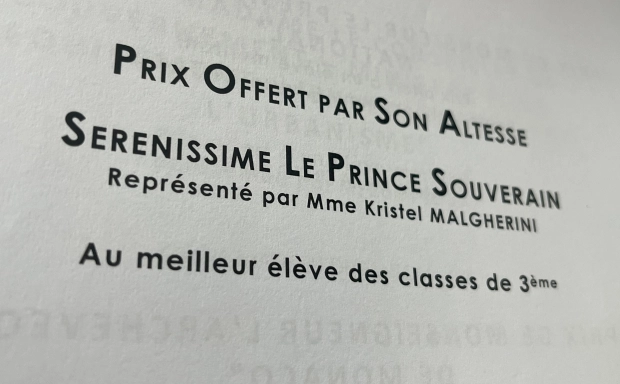 PRIX OFFERT PAR SON ALTESSE
SERENISSIME LE PRINCE SOUVERAIN
Représenté par Mme Kristel MALGHERINI
Au meilleur élève des classes de 3ème